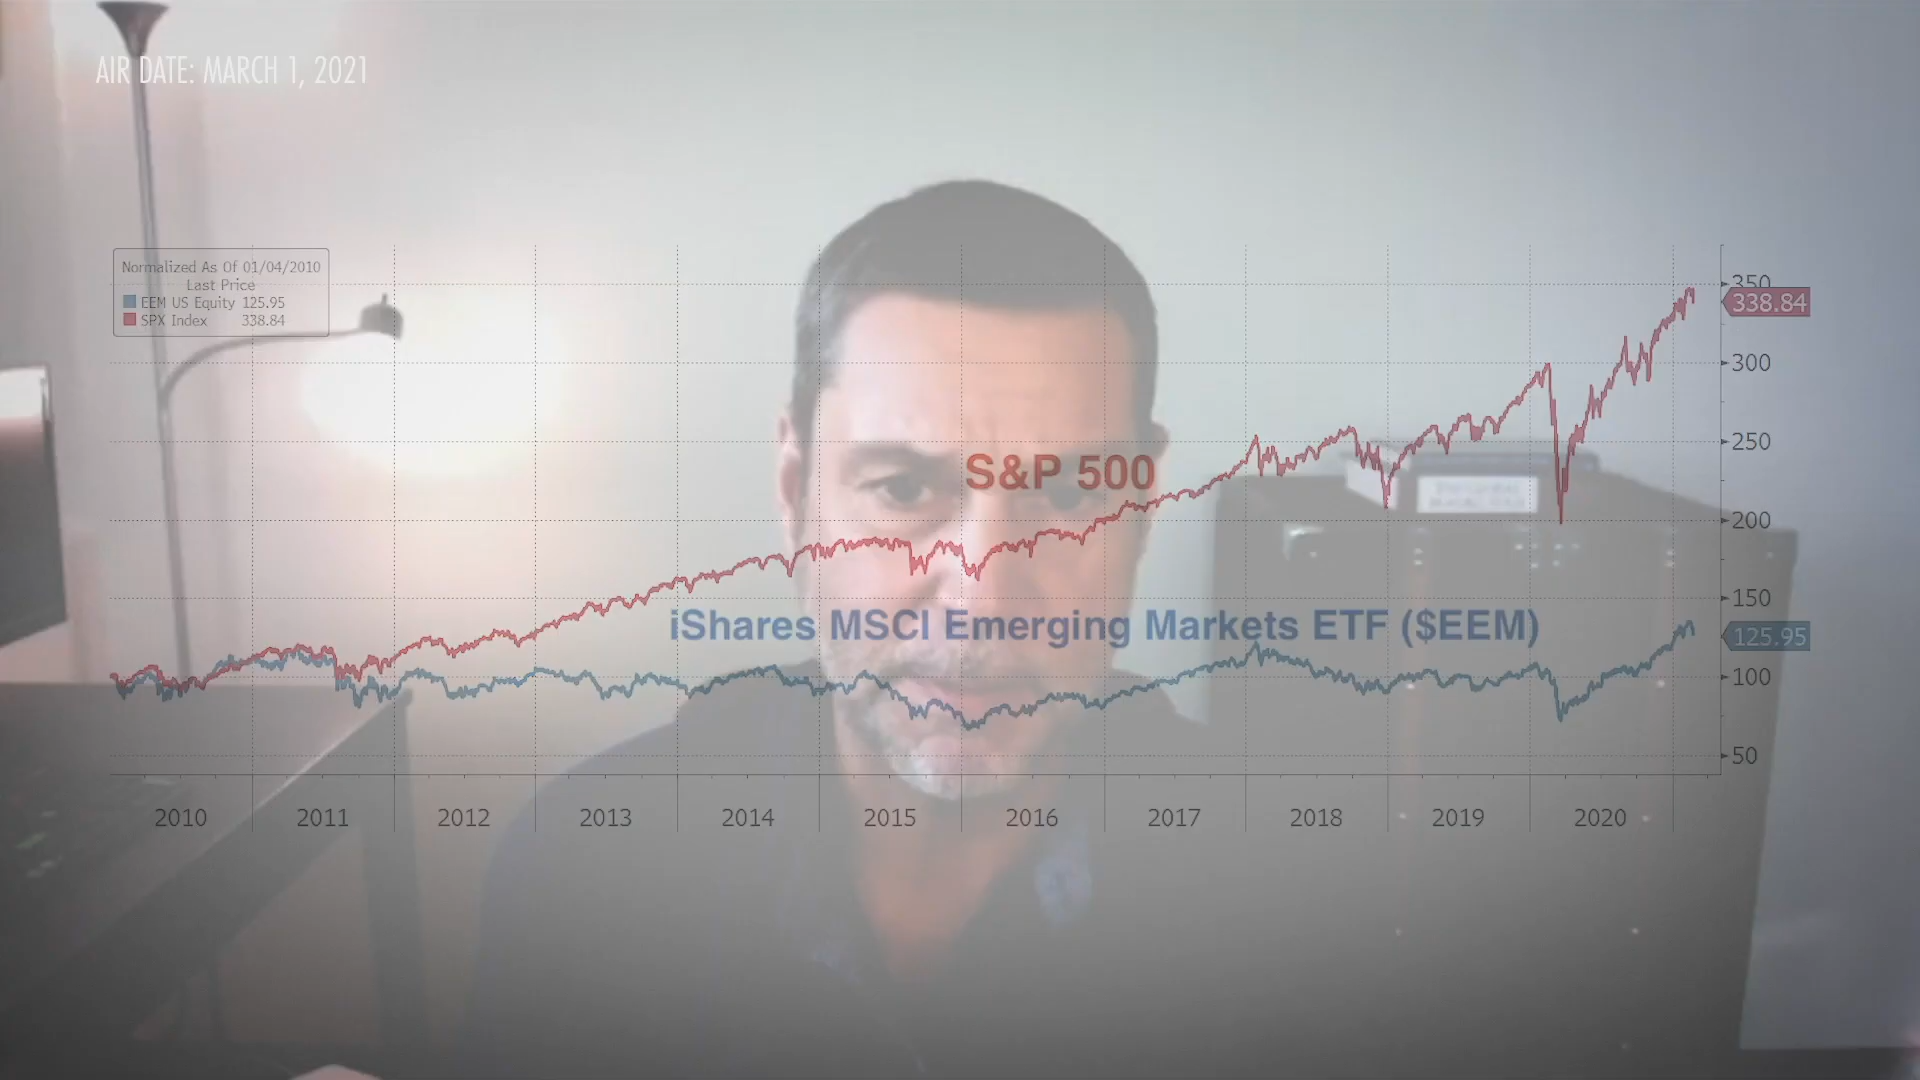 AIR DATE: MARCH 1, 2021
Normalized As Of 01/04/2010
Last Price
EEM US Equity 125.95
SPX Index 338.84
350
338.84
300
250
S&P 500
200
150
iShares MSCI Emerging Markets ETF ($EEM)
125.95
100
50
2010 2011 2012 2013 2014 2015 2016 2017 2018 2019 2020